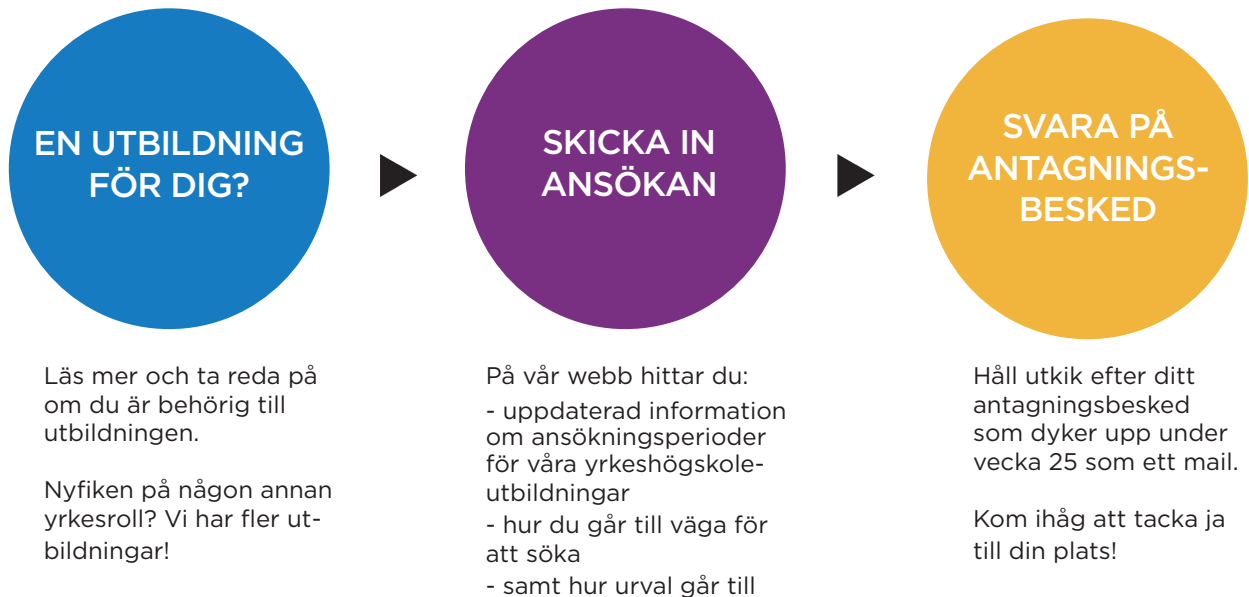 EN UTBILDNING
FÖR DIG?
Läs mer och ta reda på
om du är behörig till
utbildningen.
Nyfiken på någon annan
yrkesroll? Vi har fler ut-
bildningar!
SKICKA IN
ANSÖKAN
På vår webb hittar du:
- uppdaterad information
om ansökningsperioder
för våra yrkeshögskole-
utbildningar
- hur du går till väga för
att söka
- samt hur urval går till
SVARA PÅ
ANTAGNINGS-
BESKED
Håll utkik efter ditt
antagningsbesked
som dyker upp under
vecka 25 som ett mail.
Kom ihåg att tacka ja
till din plats!